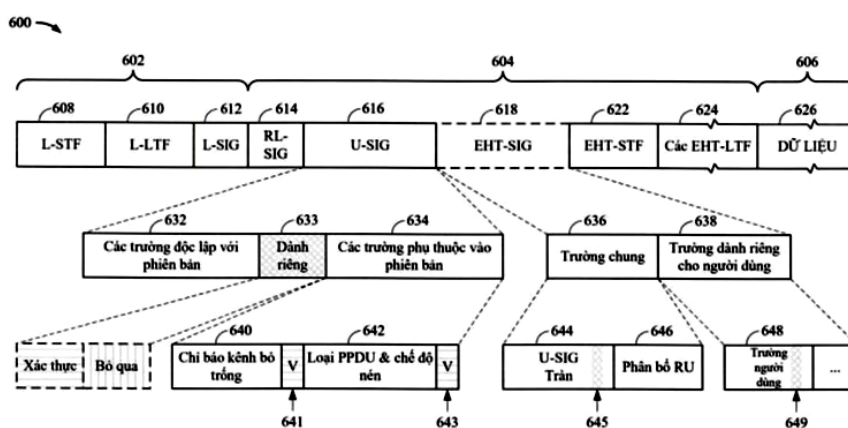 600
602 604 606
608 610 612 614 616 618 622 624 626
L-STF L-LTF L-SIG RL-
SIG U-SIG EHT-SIG EHT-STF Các EHT-LTF DỮ LIỆU
632 633 634 636 638
Các trường độc lập với
phiên bản
Dành
riêng
Các trường phụ thuộc vào
phiên bản
Trường chung
Trường dành riêng
cho người dùng
640 642 644 646 648
Xác thực Bỏ qua
Chỉ báo kênh bỏ
trống
V
Loại PPDU & chế độ
nén
V
U-SIG
Tràn
Phân bổ RU
Trường
người
dùng
...
641 643 645 649